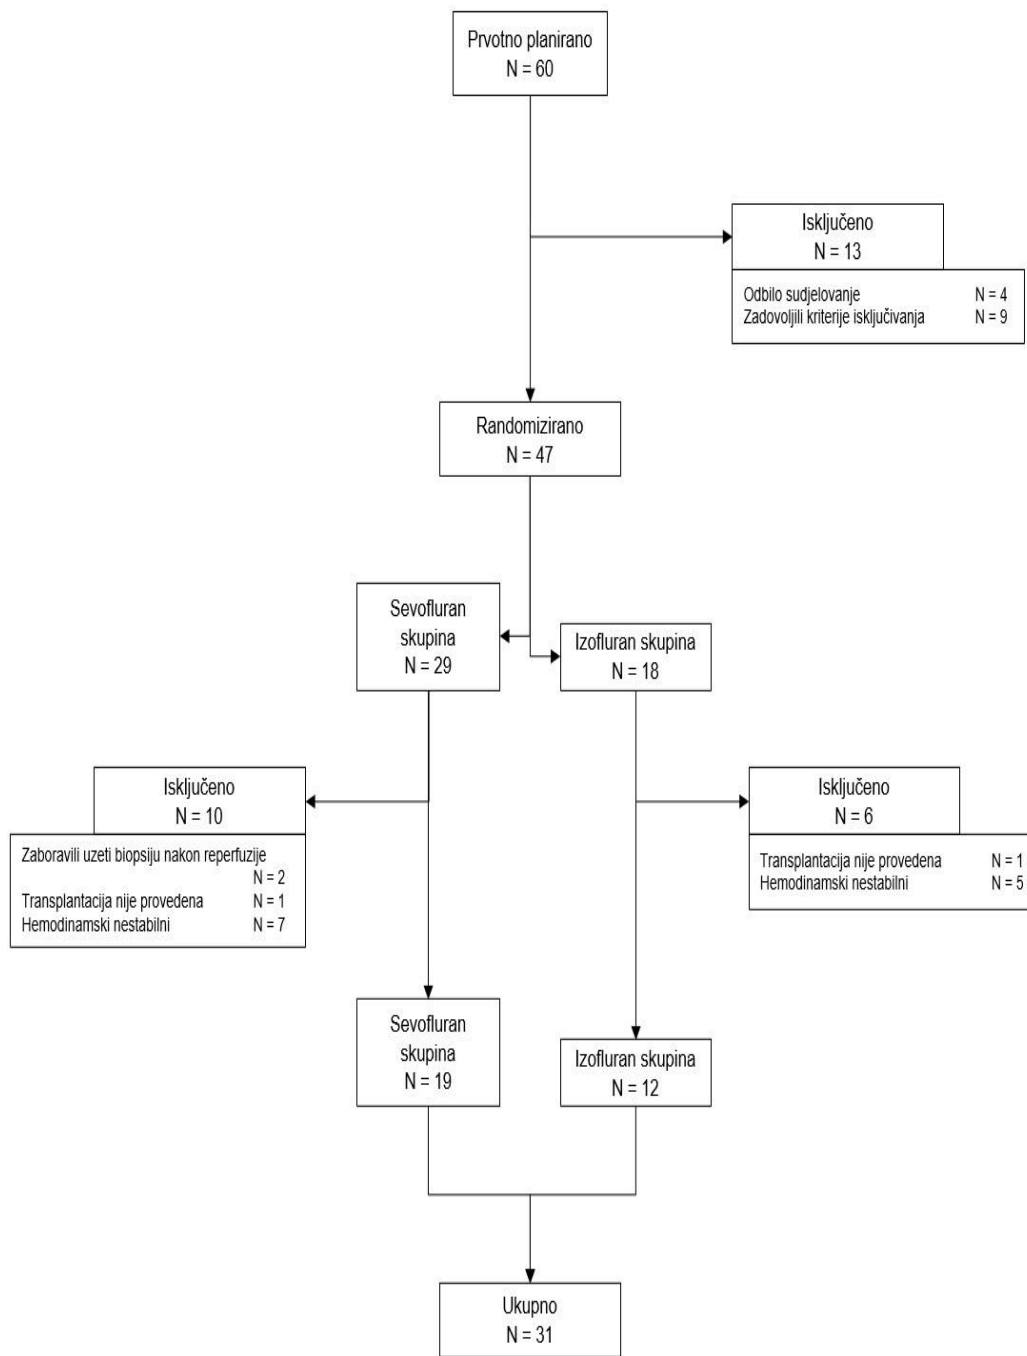 Prvotno planirano
N = 60
Isključeno
N = 13
Odbilo sudjelovanje N = 4
Zadovoljili kriterije isključivanja N = 9
Randomizirano
N = 47
Sevofluran
skupina
N = 29
Izofluran skupina
N = 18
Isključeno
N = 10
Zaboravili uzeti biopsiju nakon reperfuzije
N = 2
Transplantacija nije provedena N = 1
Hemodinamski nestabilni N = 7
Isključeno
N = 6
Transplantacija nije provedena N = 1
Hemodinamski nestabilni N = 5
Sevofluran
skupina
N = 19
Izofluran skupina
N = 12
Ukupno
N = 31